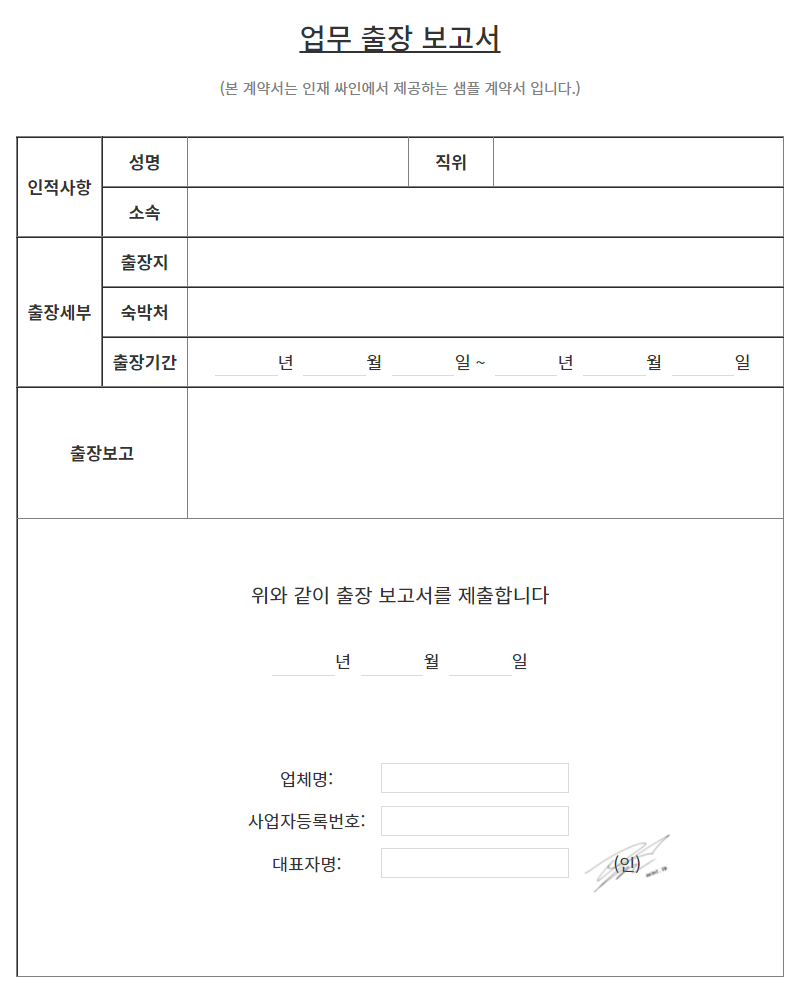 업무 출장 보고서
(본 계약서는 인재 싸인에서 제공하는 샘플 계약서 입니다.)
인적사항 성명 직위
소속
출장세부 출장지
숙박처
출장기간 년 월 일 ~ 년 월 일
출장보고
위와 같이 출장 보고서를 제출합니다
년 월 일
업체명:
사업자등록번호:
대표자명: (인)